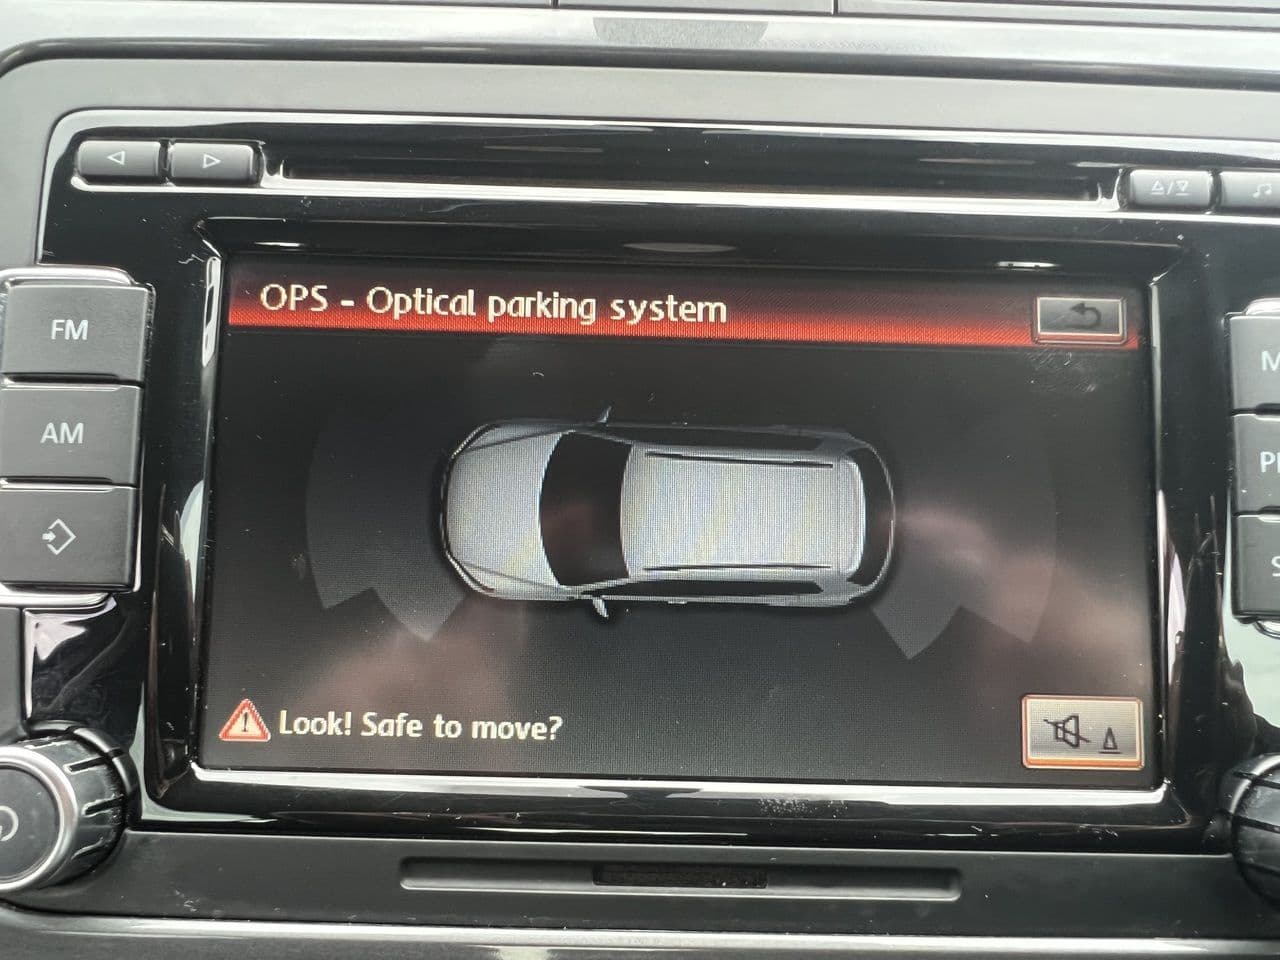 OPS - Optical parking system
FM
AM
Look! Safe to move?